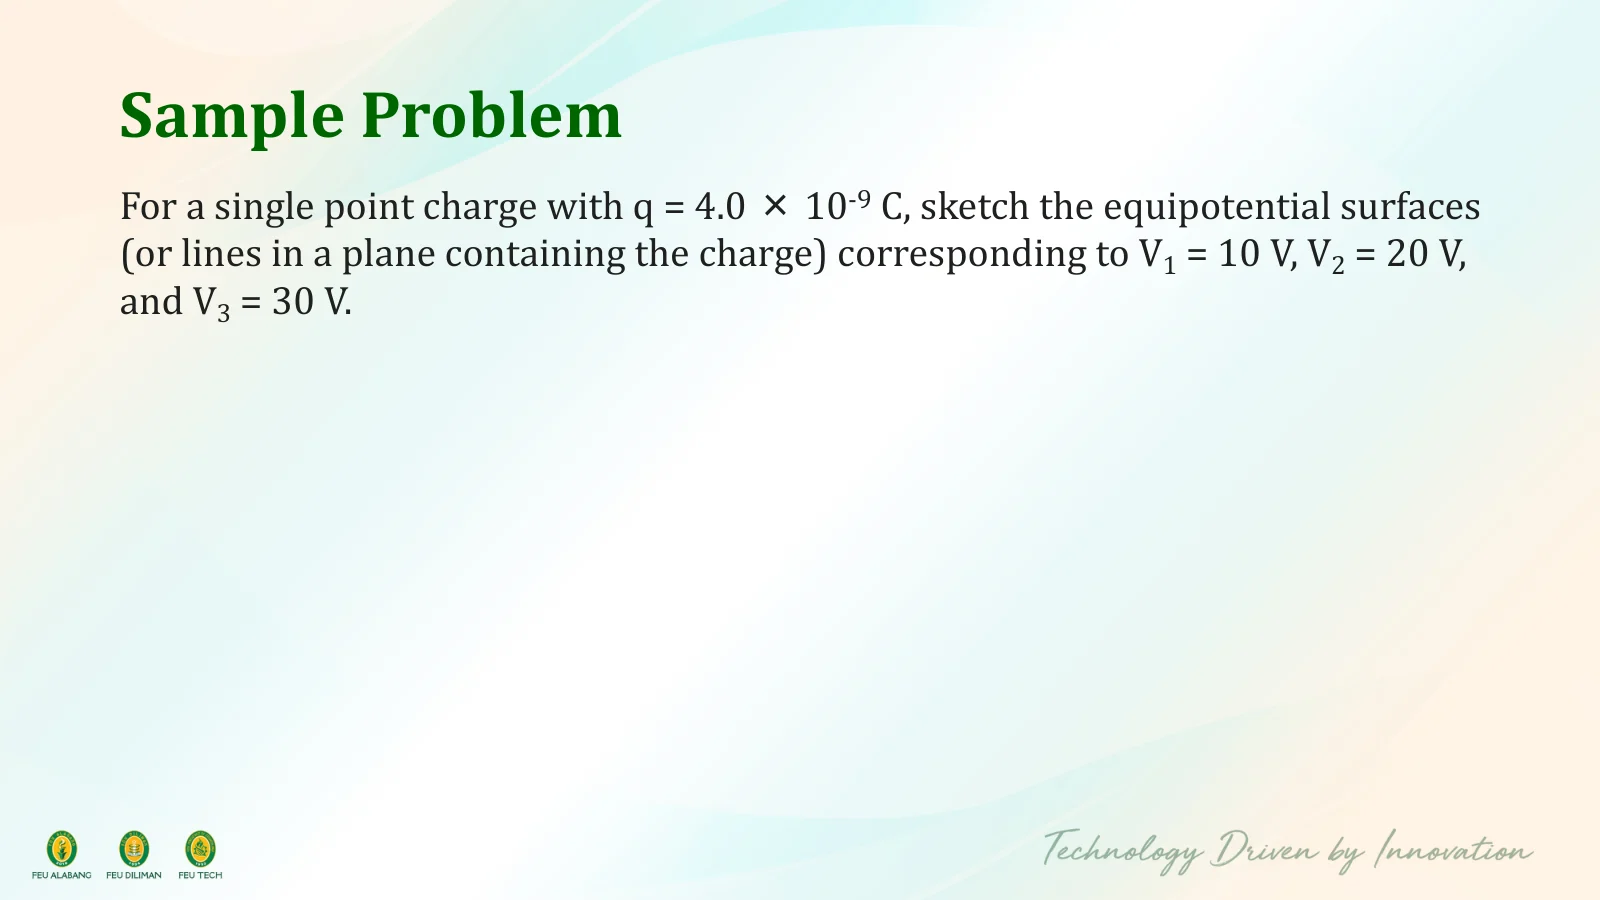 Sample Problem
For a single point charge with q = 4.0 × 10⁻⁹ C, sketch the equipotential surfaces
(or lines in a plane containing the charge) corresponding to V₁ = 10 V, V₂ = 20 V,
and V₃ = 30 V.
FEU ALABANG FEU DILIMAN FEU TECH
Technology Driven by Innovation